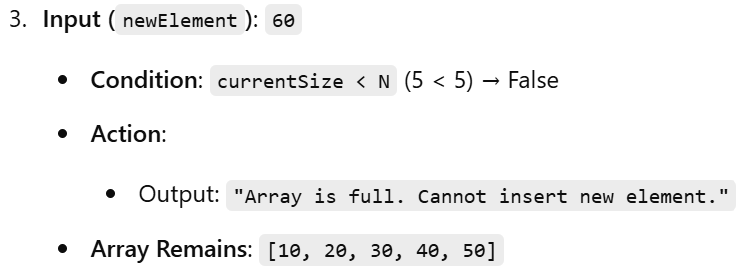 3. Input ( newElement ): 60
• Condition: currentSize < N (5 < 5) → False
• Action:
• Output: "Array is full. Cannot insert new element."
• Array Remains: [10, 20, 30, 40, 50]